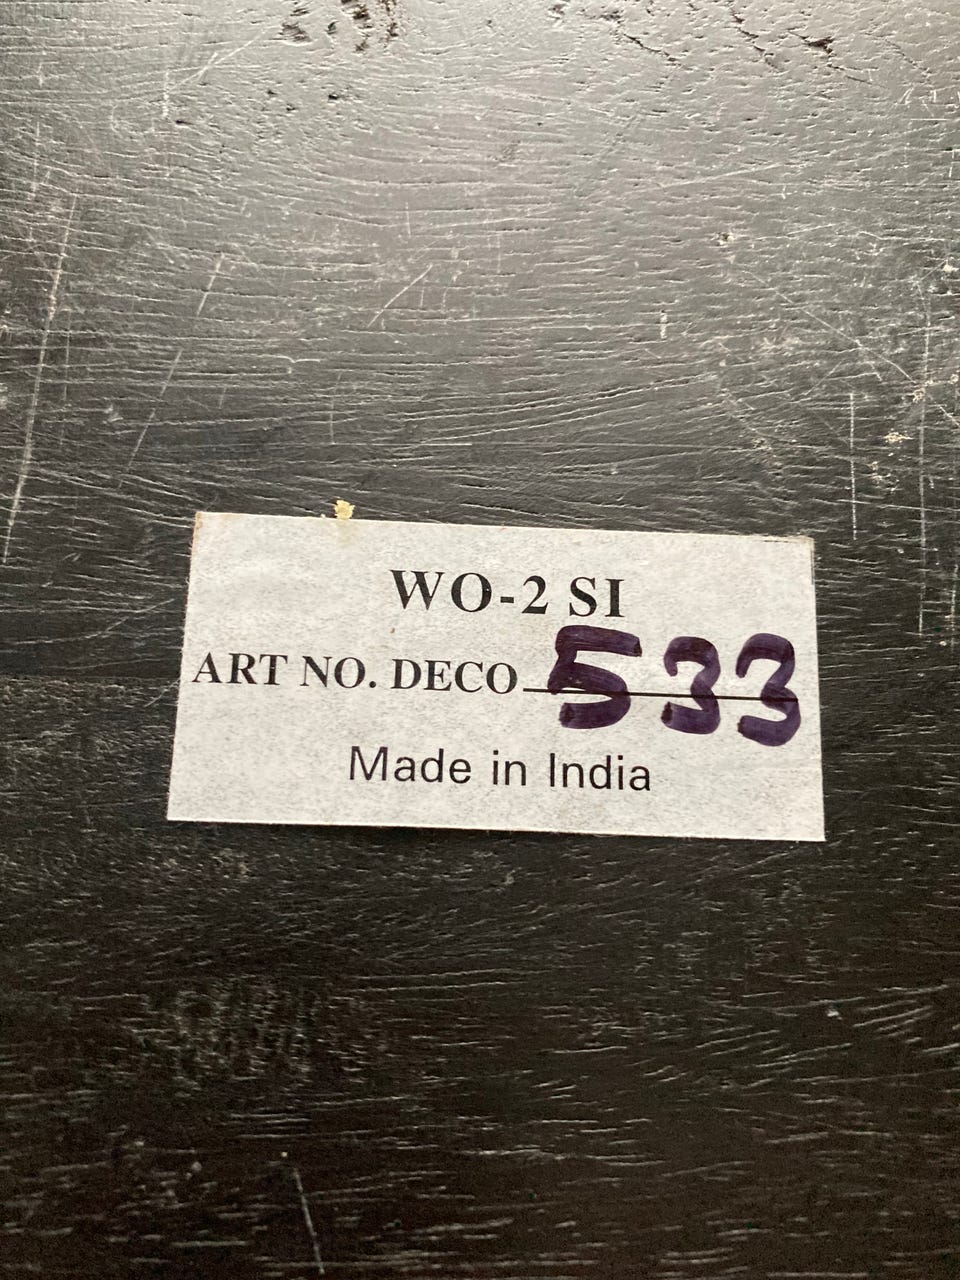 WO-2 SI
ART NO. DECO 533
Made in India